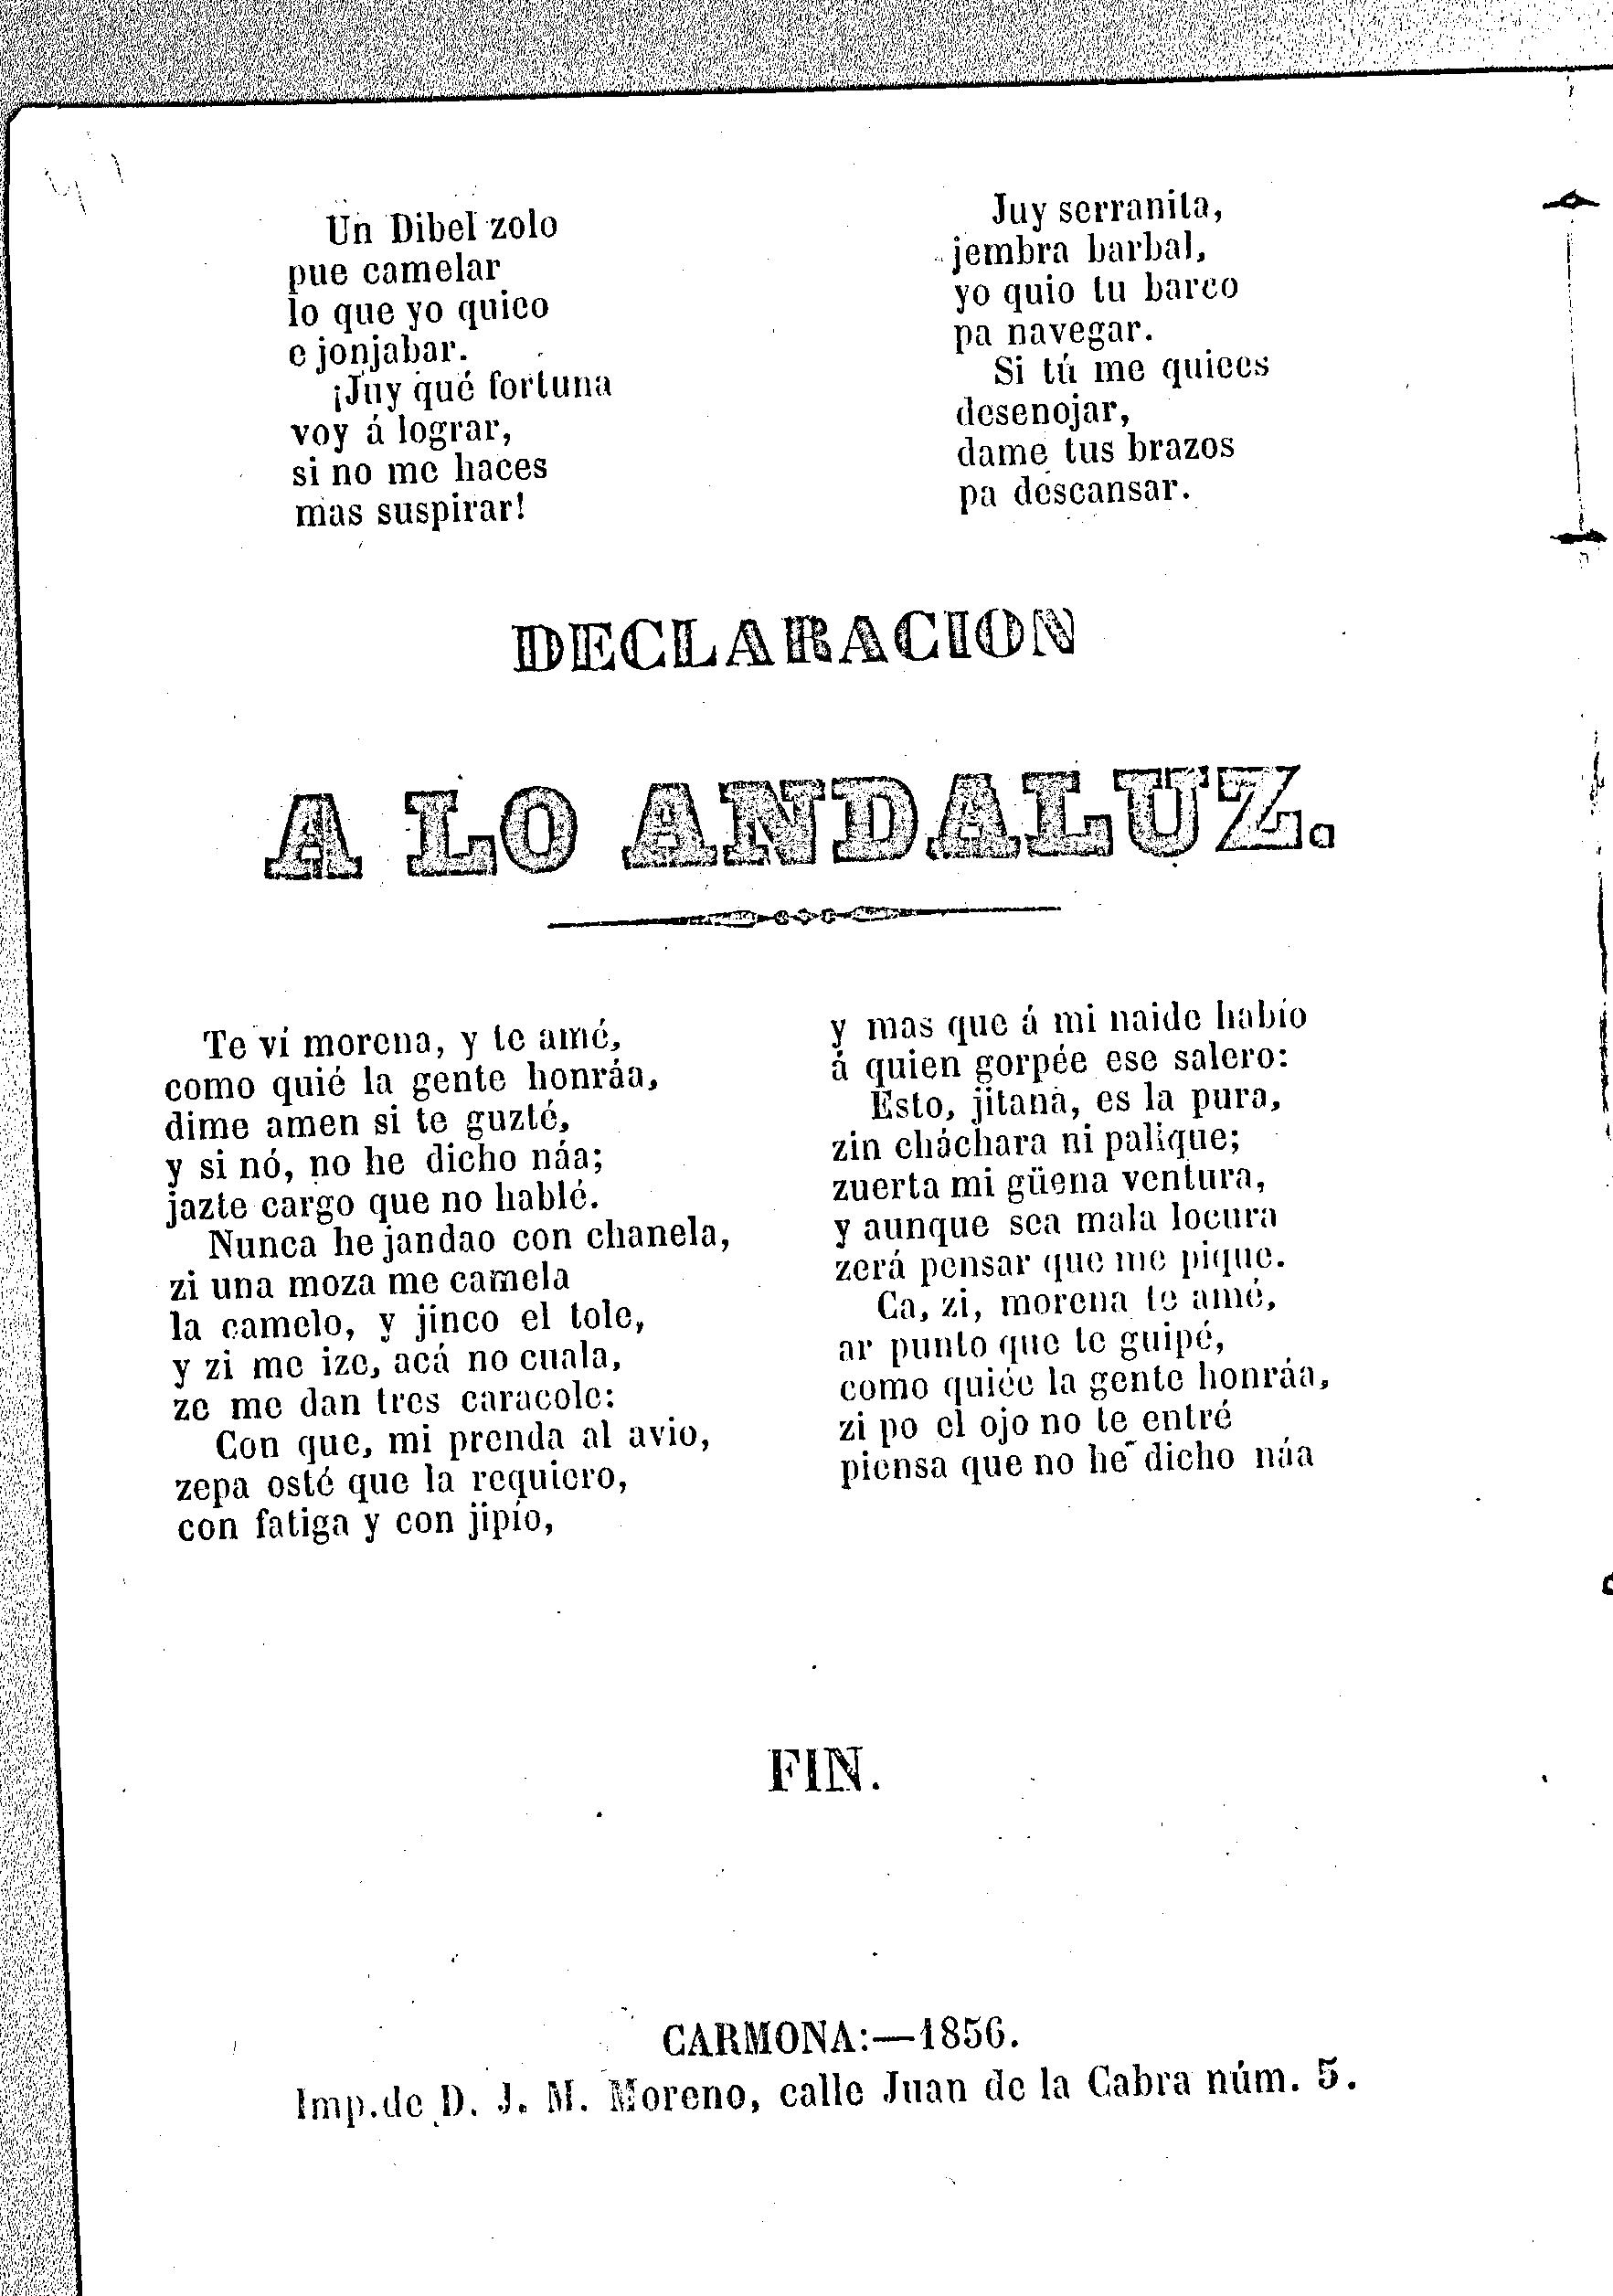 Un Dibel zolo
pue camelar
lo que yo quieo
e jonjabar.
¡Juy qué fortuna
voy á lograr,
si no me haces
mas suspirar!
Juy serranita,
jembra barbal,
yo quio tu barco
pa navegar.
Si tú me quiees
desenojar,
dame tus brazos
pa descansar.
DECLARACION
A LO ANDALUZ.
Te ví morena, y te amé,
como quié la gente honráa,
dime amen si te guzté,
y si nó, no he dicho náa;
jazte cargo que no hablé.
Nunca he jandao con chanela,
zi una moza me camela
la camelo, y jinco el tole,
y zi me ize, acá no cuala,
ze me dan tres caracole:
Con que, mi prenda al avio,
zepa osté que la requiero,
con fatiga y con jipío,
y mas que á mi naide habío
á quien gorpée ese salero:
Esto, jitana, es la pura,
zin cháchara ni palique;
zuerta mi güena ventura,
y aunque sea mala locura
zerá pensar que me pique.
Ca, zi, morena te amé,
ar punto que te guipé,
como quiée la gente honráa,
zi po el ojo no te entré
piensa que no he dicho náa
FIN.
CARMONA:—1856.
Imp.de D. J. M. Moreno, calle Juan de la Cabra núm. 5.